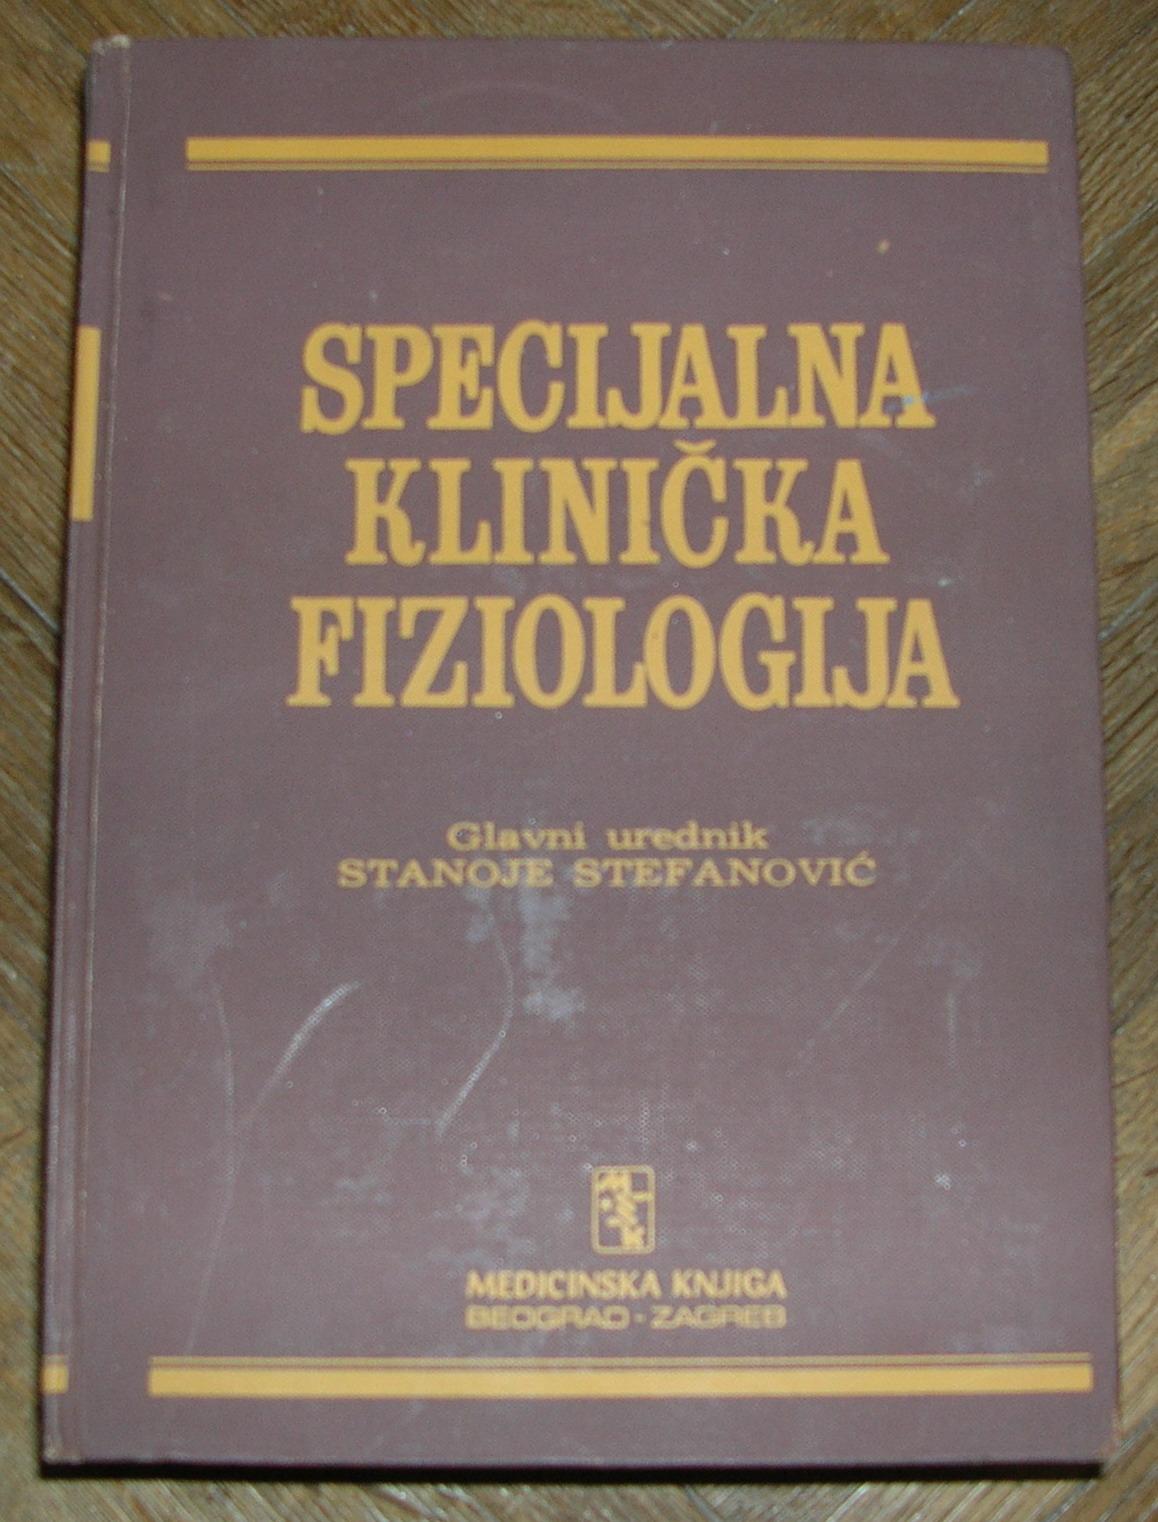 SPECIJALNA
KLINIČKA
FIZIOLOGIJA
Glavni urednik
STANOJE STEFANOVIĆ
M
K
MEDICINSKA KNJIGA
BEOGRAD - ZAGREB